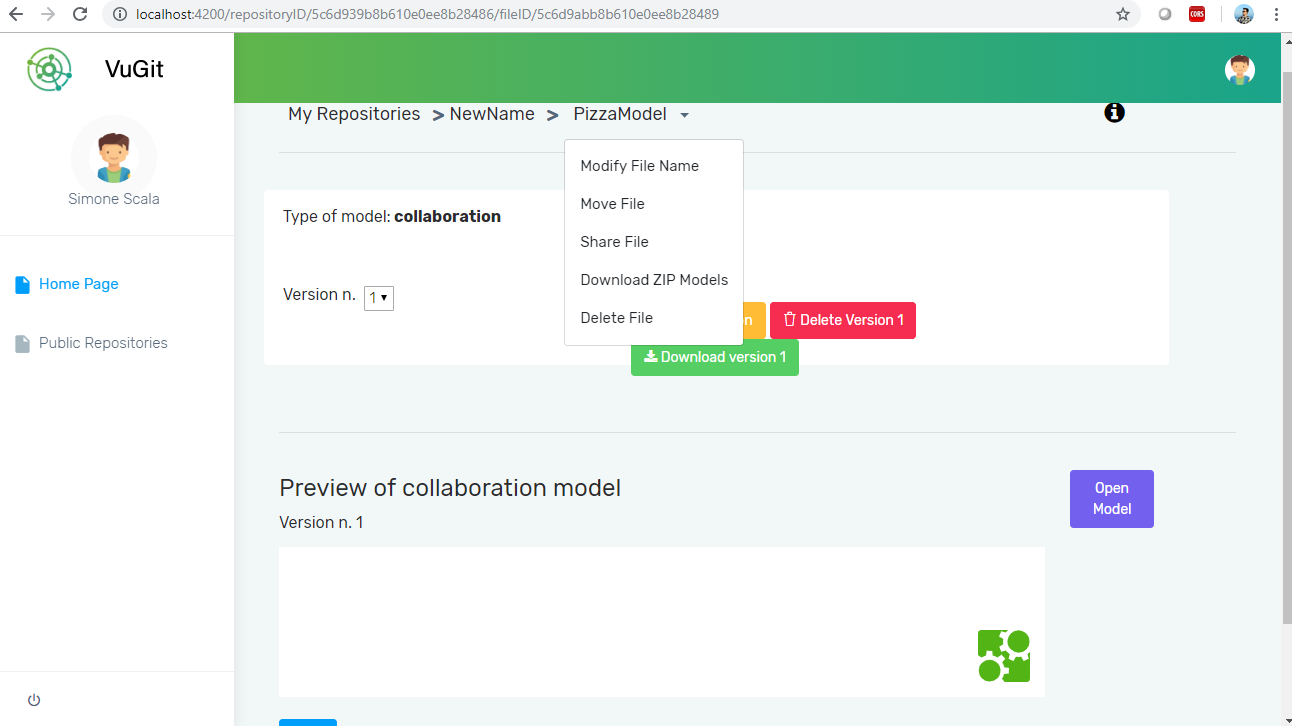 localhost:4200/repositoryID/5c6d939b8b610e0ee8b28486/fileID/5c6d9abb8b610e0ee8b28489
CORS
VuGit
Simone Scala
Home Page
Public Repositories
My Repositories > NewName > PizzaModel
Modify File Name
Move File
Share File
Download ZIP Models
Delete File
Type of model: collaboration
Version n. 1
n
Delete Version 1
Download version 1
Preview of collaboration model
Version n. 1
Open
Model